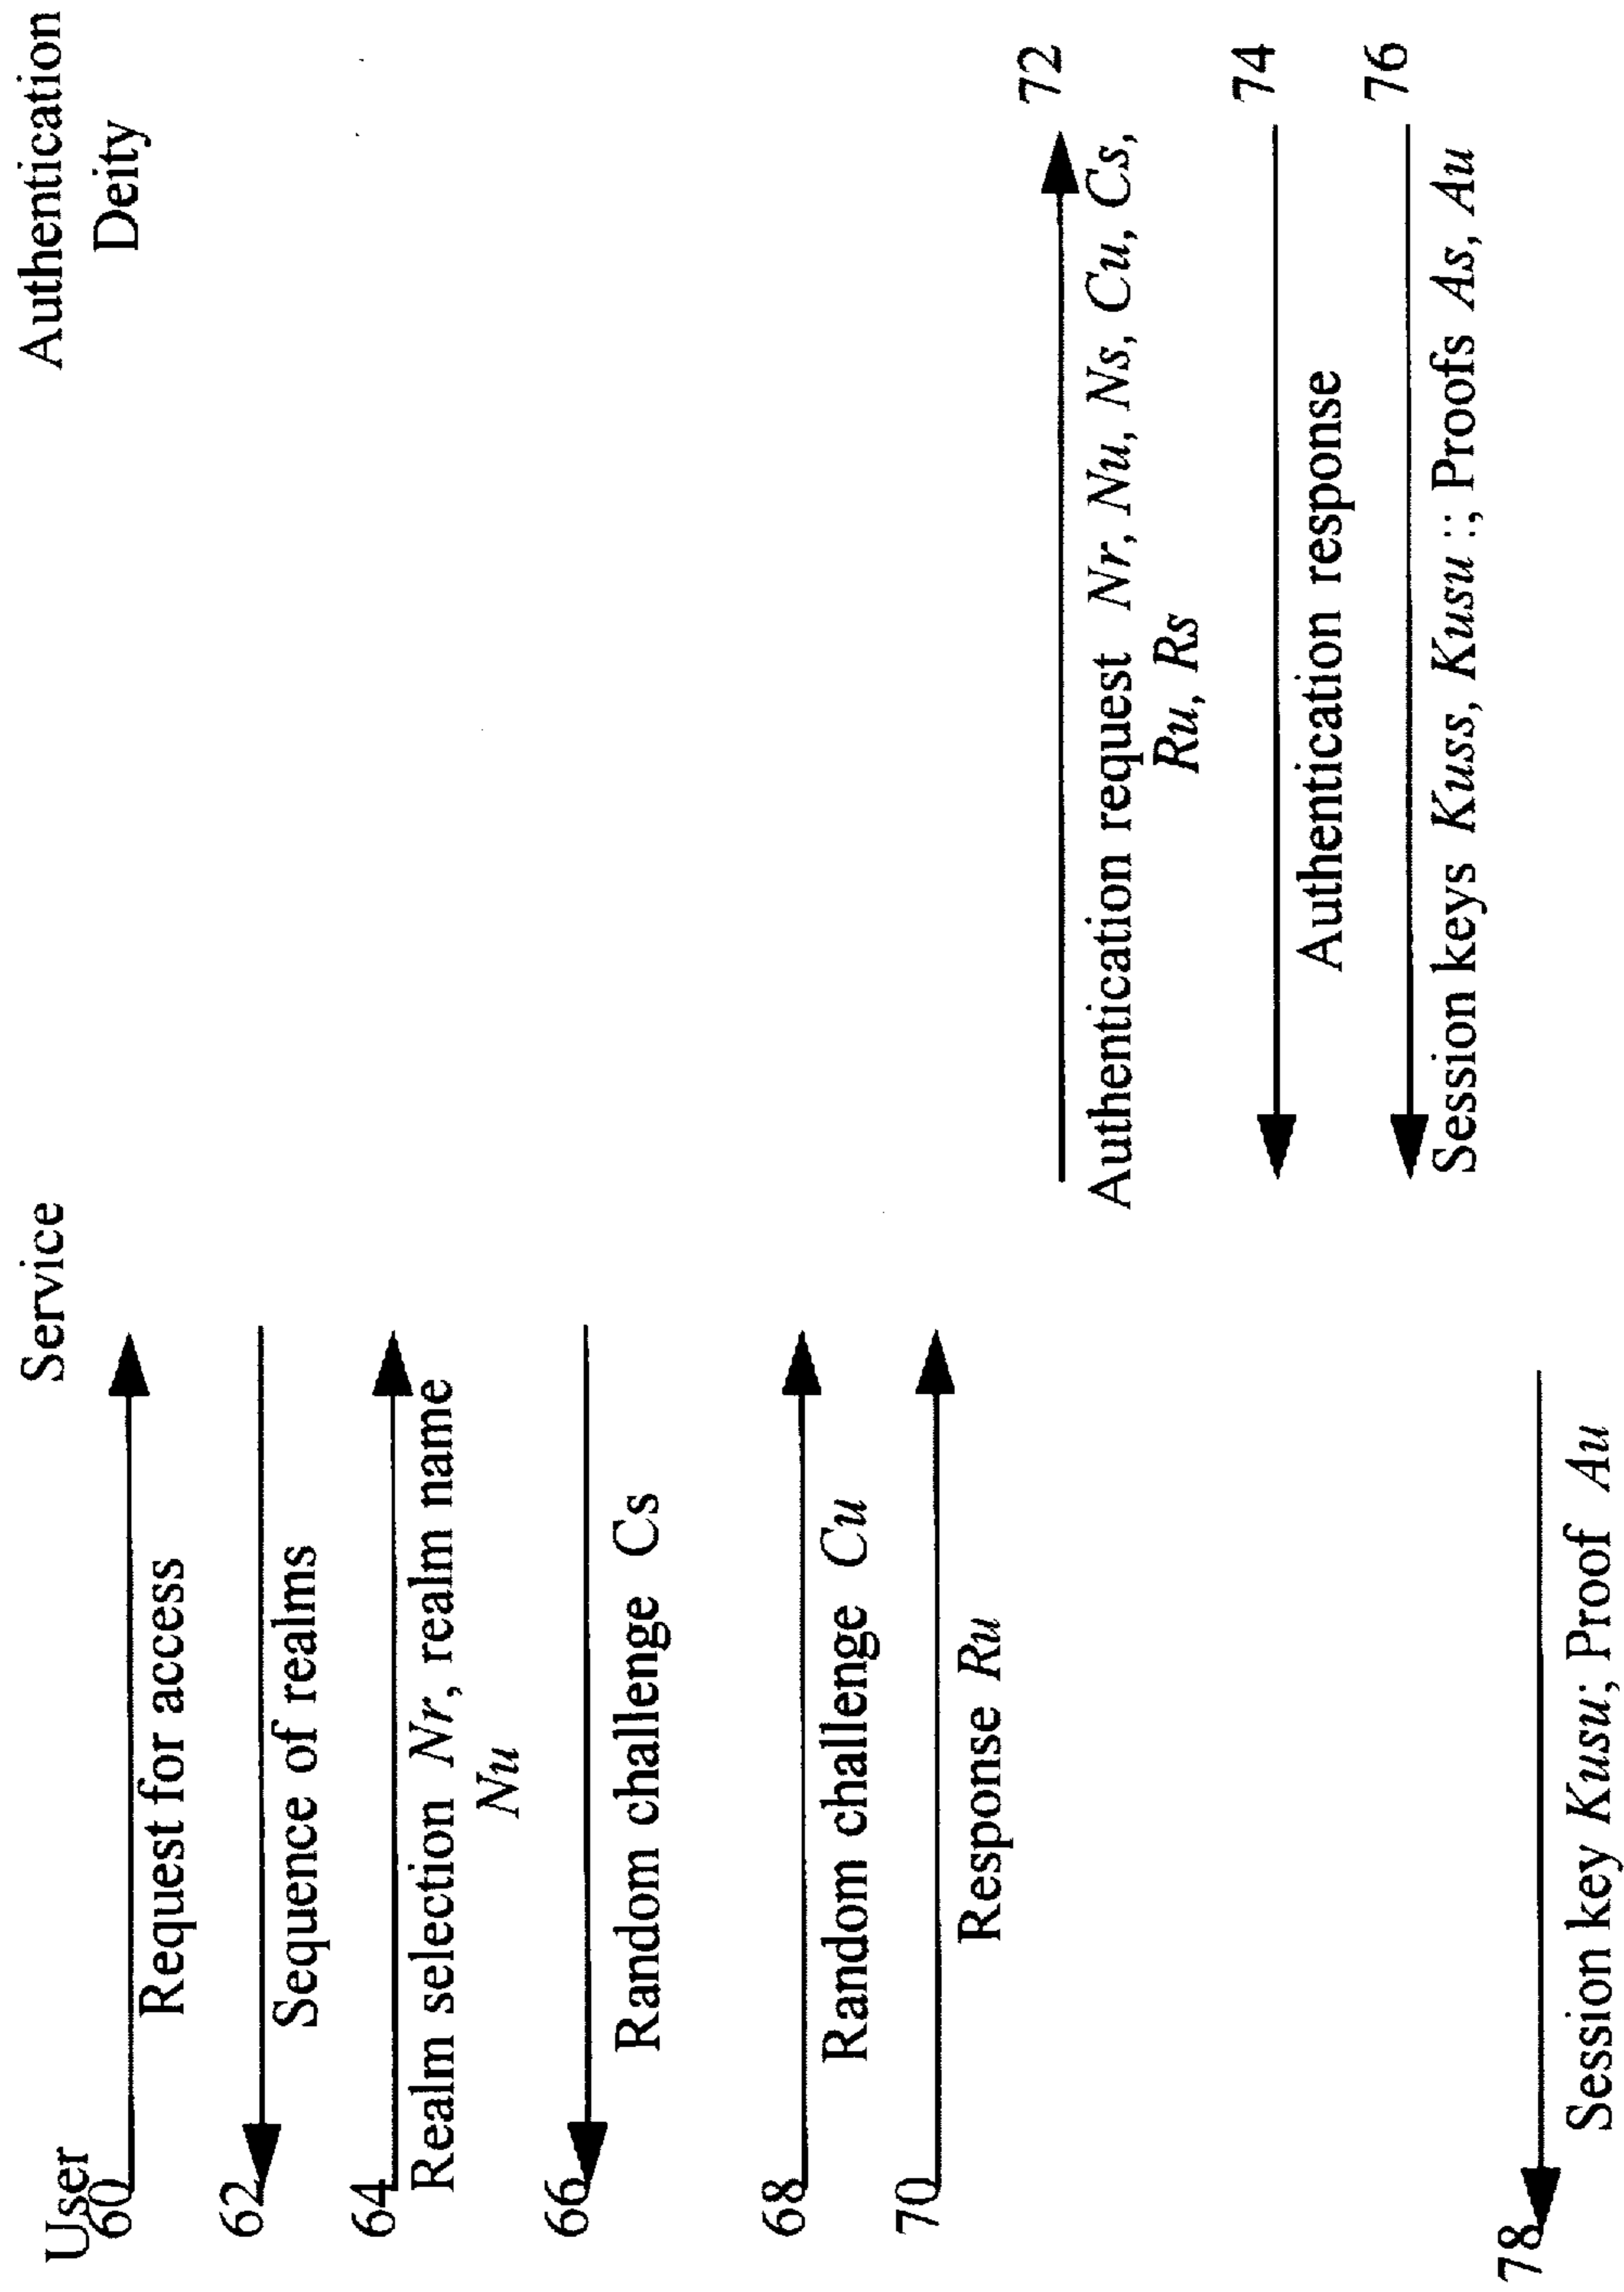 User
Service
Authentication
Deity
60
Request for access
62
Sequence of realms
64
Realm selection Nr, realm name
Nu
66
Random challenge Cs
68
Random challenge Cu
70
Response Ru
72
Authentication request Nr, Nu, Ns, Cu, Cs,
Ru, Rs
74
Authentication response
76
Session keys Kuss, Kusu :; Proofs As, Au
78
Session key Kusu; Proof Au